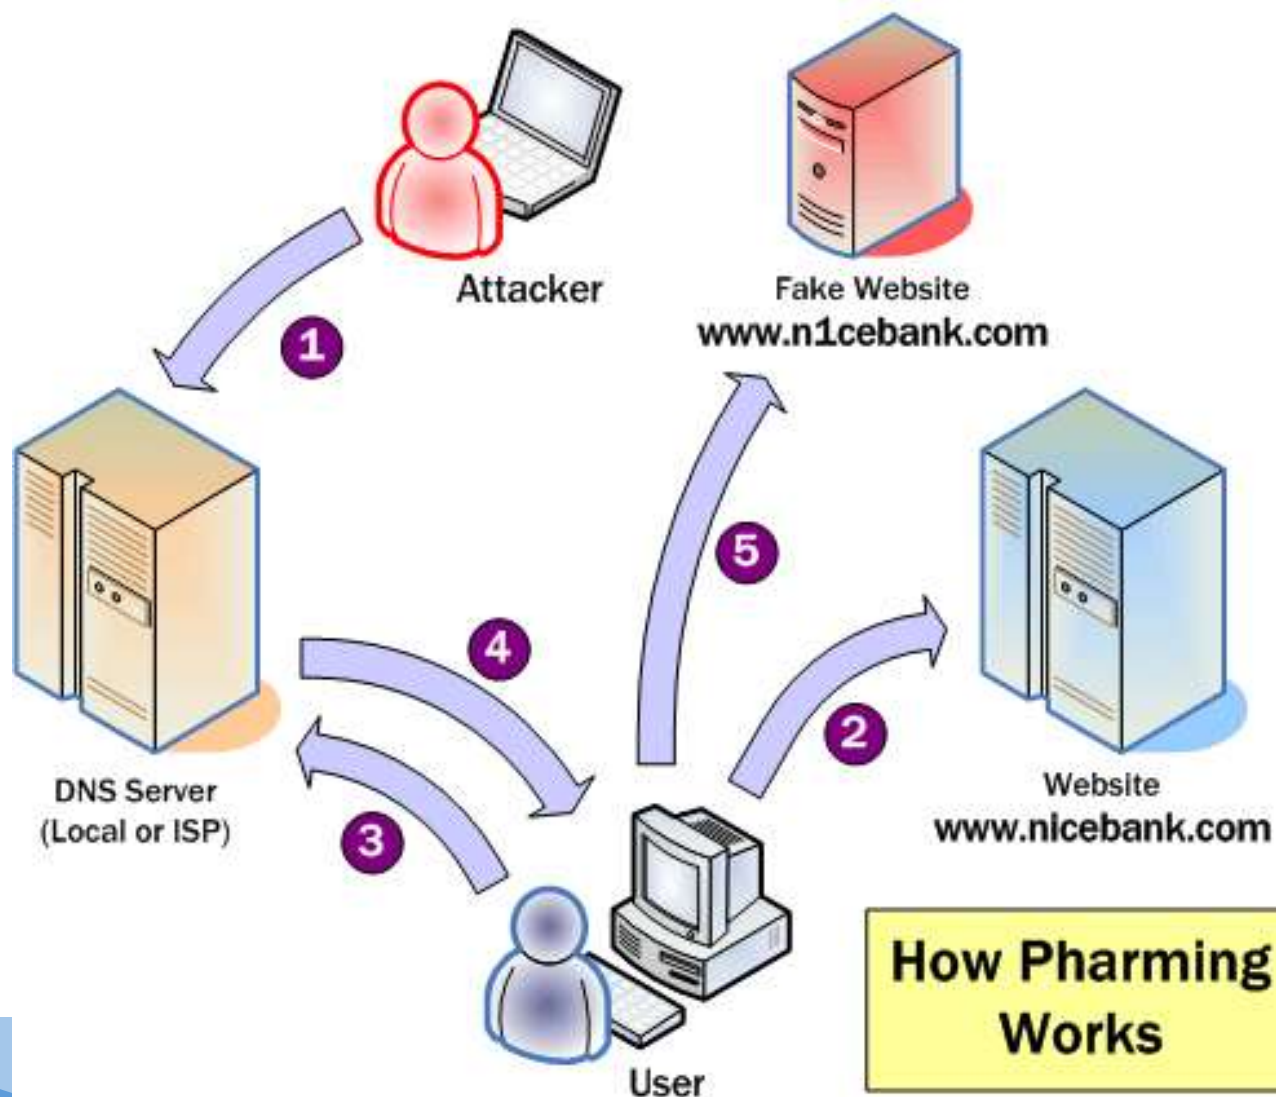 Attacker
Fake Website
www.n1cebank.com
1
5
4
2
3
DNS Server
(Local or ISP)
Website
www.nicebank.com
User
How Pharming
Works